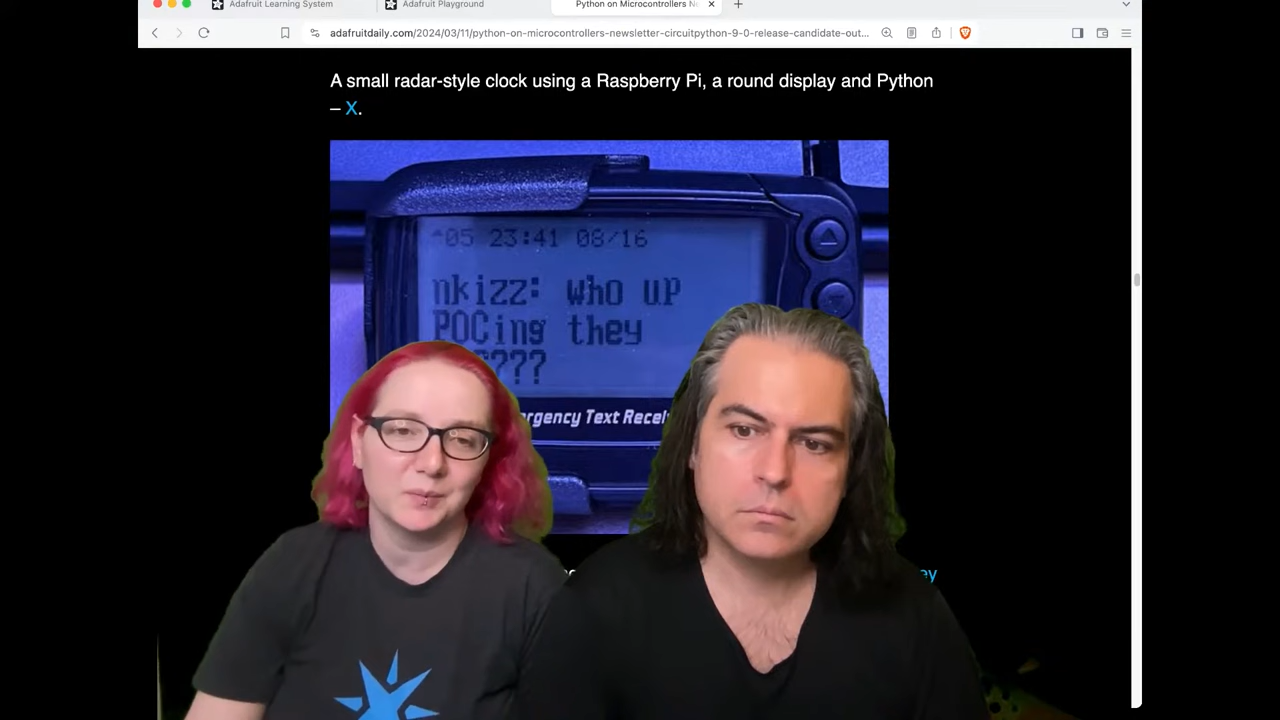 Adafruit Learning System
Adafruit Playground
Python on Microcontrollers Ne
adafruitdaily.com/2024/03/11/python-on-microcontrollers-newsletter-circuitpython-9-0-release-candidate-out...
A small radar-style clock using a Raspberry Pi, a round display and Python
– X.
05 23:41 08/16
nkizz: who up
POCing they
???
rgency Text Recei
ey